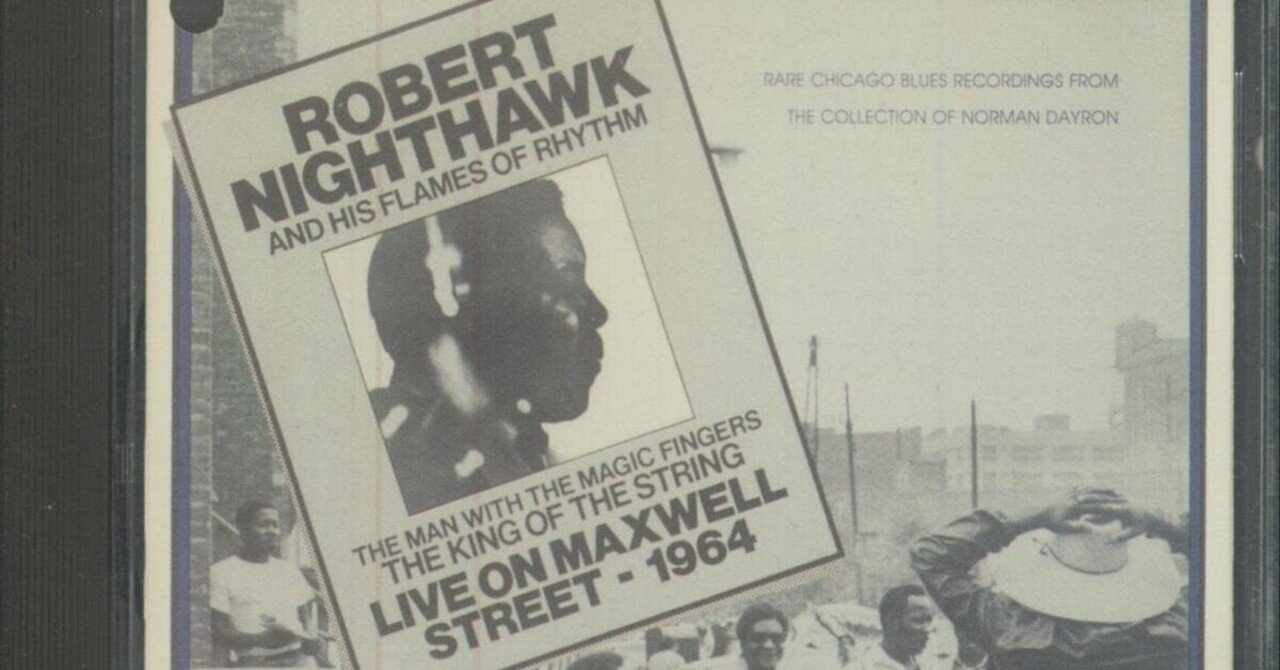 ROBERT
NIGHTHAWK
AND HIS FLAMES OF RHYTHM
THE MAN WITH THE MAGIC FINGERS
THE KING OF THE STRING
LIVE ON MAXWELL
STREET - 1964
RARE CHICAGO BLUES RECORDINGS FROM
THE COLLECTION OF NORMAN DAYRON